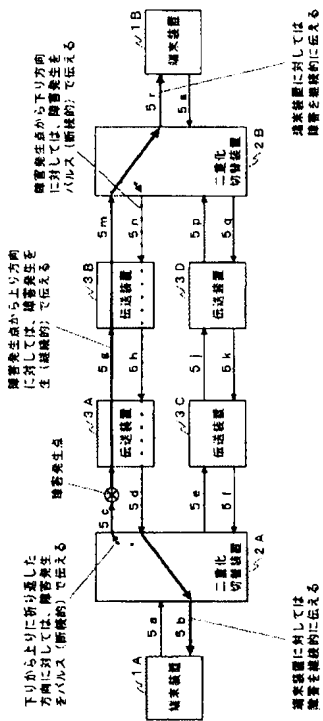 下りから上りに折り返した
方向に対しては、障害発生
をパルス(断続的)で伝える
障害発生点
障害発生点から上り方向
に対しては、障害発生を
生(継続的)で伝える
障害発生点から下り方向
に対しては、障害発生を
パルス(断続的)で伝える
1A
端末装置
5a
5b
二重化
切替装置
2A
5c
5d
5e
5f
3A
伝送装置
3C
伝送装置
5g
5h
5j
5k
3B
伝送装置
3D
伝送装置
5m
5n
5p
5q
二重化
切替装置
2B
5r
5s
1B
端末装置
端末装置に対しては
障害を継続的に伝える
端末装置に対しては
障害を継続的に伝える